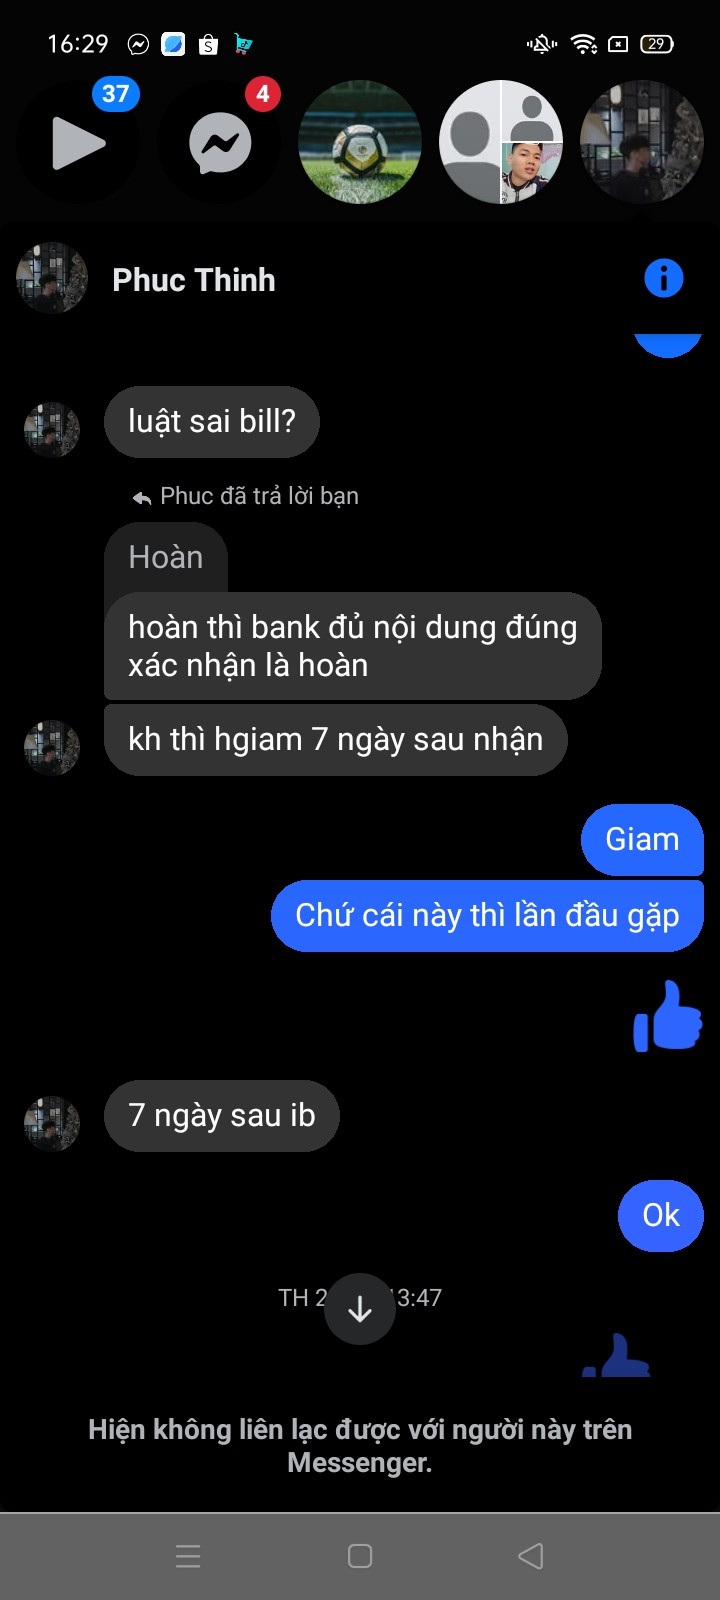 16:29
29
37
4
Phuc Thinh
luật sai bill?
Phuc đã trả lời bạn
Hoàn
hoàn thì bank đủ nội dung đúng
xác nhận là hoàn
kh thì hgiam 7 ngày sau nhận
Giam
Chứ cái này thì lần đầu gặp
7 ngày sau ib
Ok
TH 2 3:47
Hiện không liên lạc được với người này trên
Messenger.